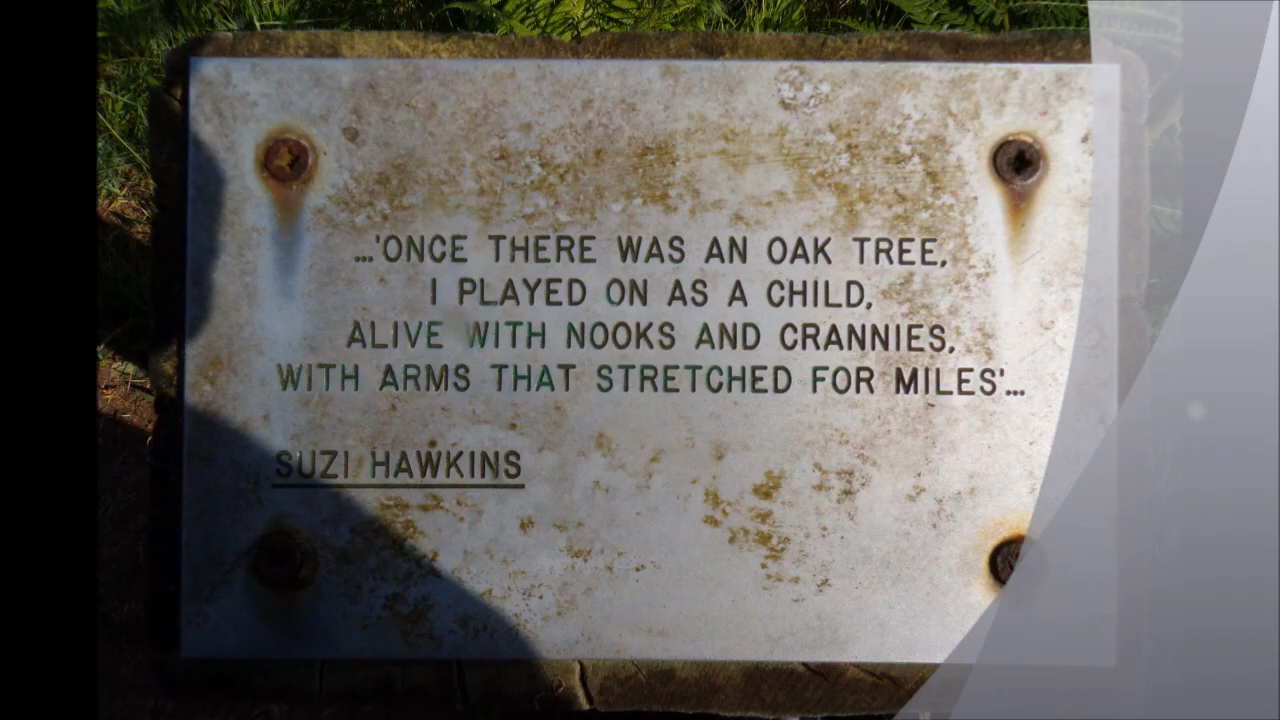 ...'ONCE THERE WAS AN OAK TREE,
I PLAYED ON AS A CHILD,
ALIVE WITH NOOKS AND CRANNIES,
WITH ARMS THAT STRETCHED FOR MILES'...
SUZI HAWKINS